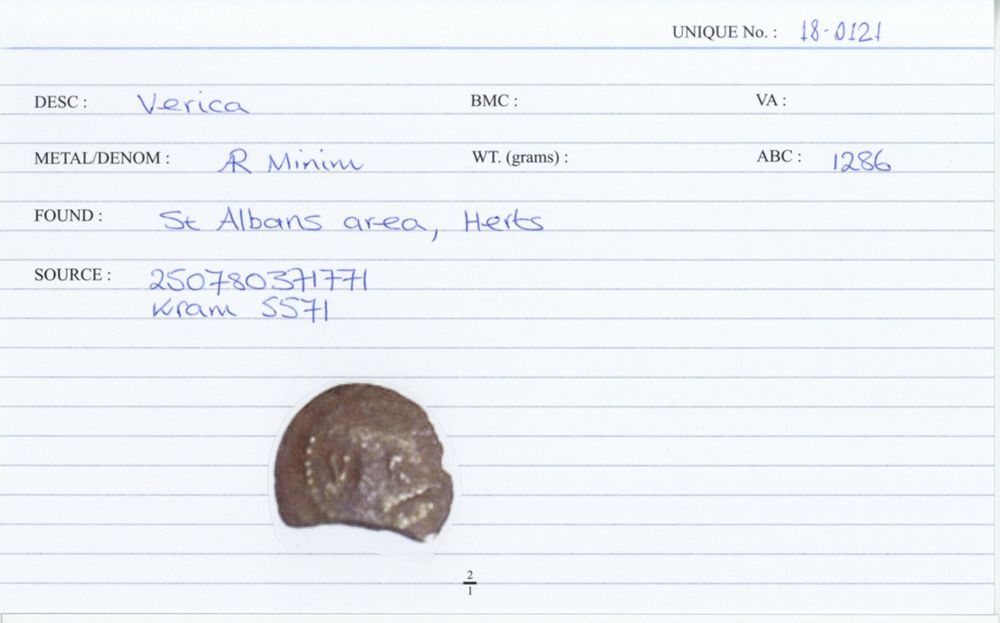 UNIQUE No. : 18-0121
DESC : Verica BMC : VA :
METAL/DENOM : AR Minim WT. (grams) : ABC : 1286
FOUND : St Albans area, Herts
SOURCE : 250780371771
Kram 5571
V C
2
1